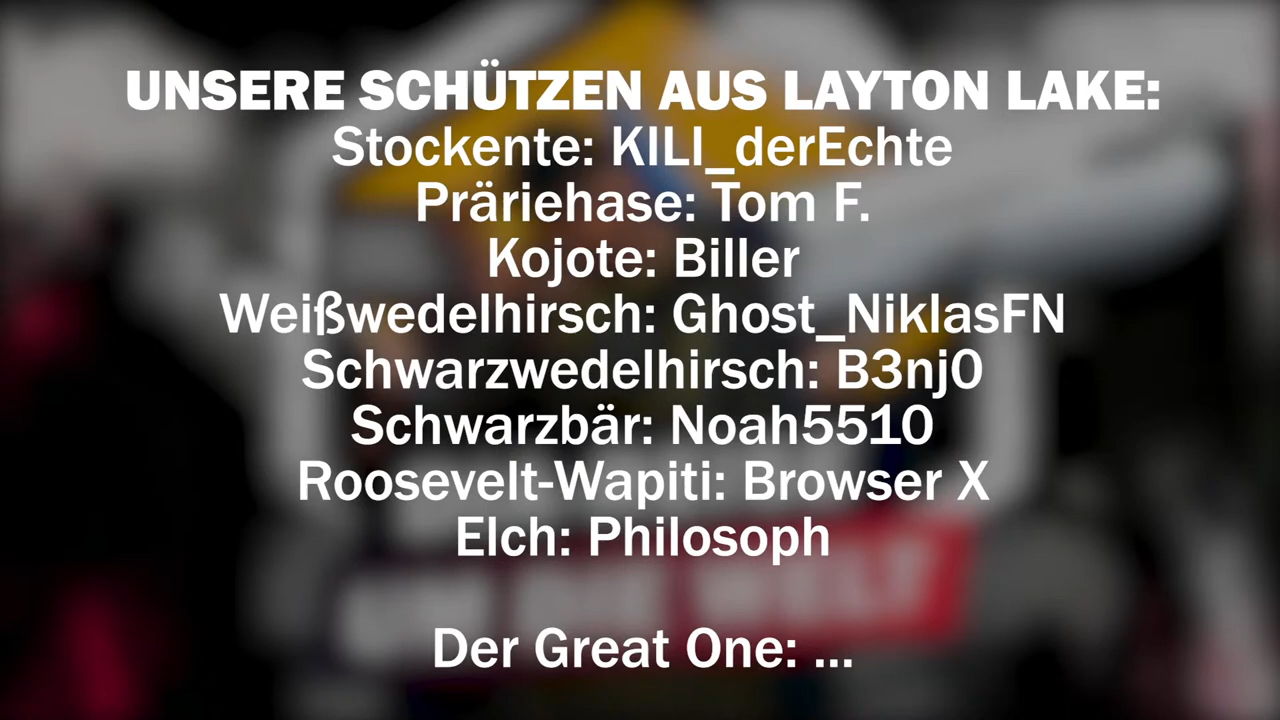 UNSERE SCHÜTZEN AUS LAYTON LAKE:
Stockente: KILI_derEchte
Präriehase: Tom F.
Kojote: Biller
Weißwedelhirsch: Ghost_NiklasFN
Schwarzwedelhirsch: B3nj0
Schwarzbär: Noah5510
Roosevelt-Wapiti: Browser X
Elch: Philosoph
Der Great One: ...